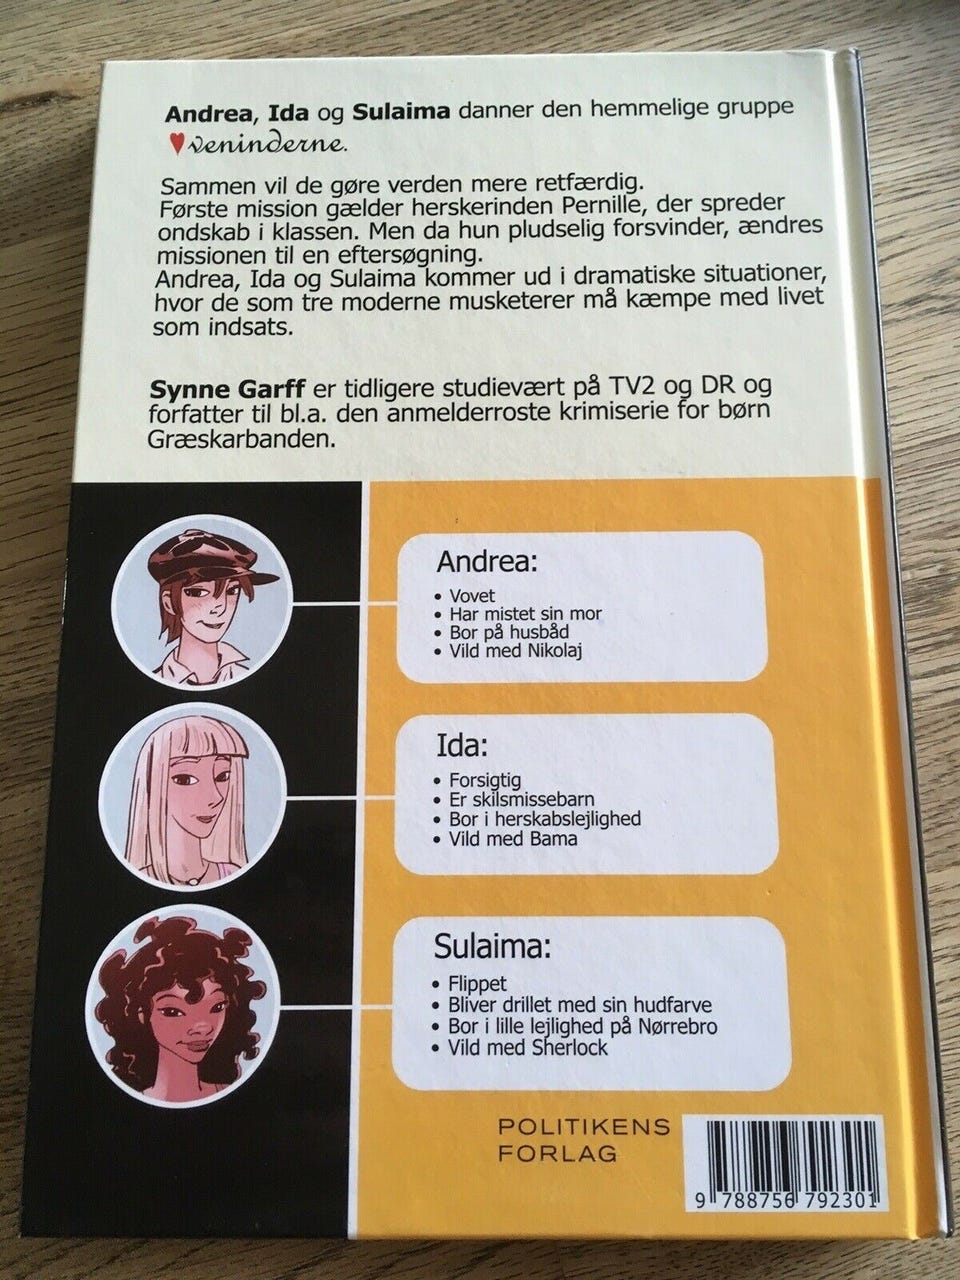 Andrea, Ida og Sulaima danner den hemmelige gruppe
♥veninderne.
Sammen vil de gøre verden mere retfærdig.
Første mission gælder herskerinden Pernille, der spreder
ondskab i klassen. Men da hun pludselig forsvinder, ændres
missionen til en eftersøgning.
Andrea, Ida og Sulaima kommer ud i dramatiske situationer,
hvor de som tre moderne musketerer må kæmpe med livet
som indsats.
Synne Garff er tidligere studievært på TV2 og DR og
forfatter til bl.a. den anmelderroste krimiserie for børn
Græskarbanden.
Andrea:
• Vovet
• Har mistet sin mor
• Bor på husbåd
• Vild med Nikolaj
Ida:
• Forsigtig
• Er skilsmissebarn
• Bor i herskabslejlighed
• Vild med Bama
Sulaima:
• Flippet
• Bliver drillet med sin hudfarve
• Bor i lille lejlighed på Nørrebro
• Vild med Sherlock
POLITIKENS
FORLAG
9 788756 792301